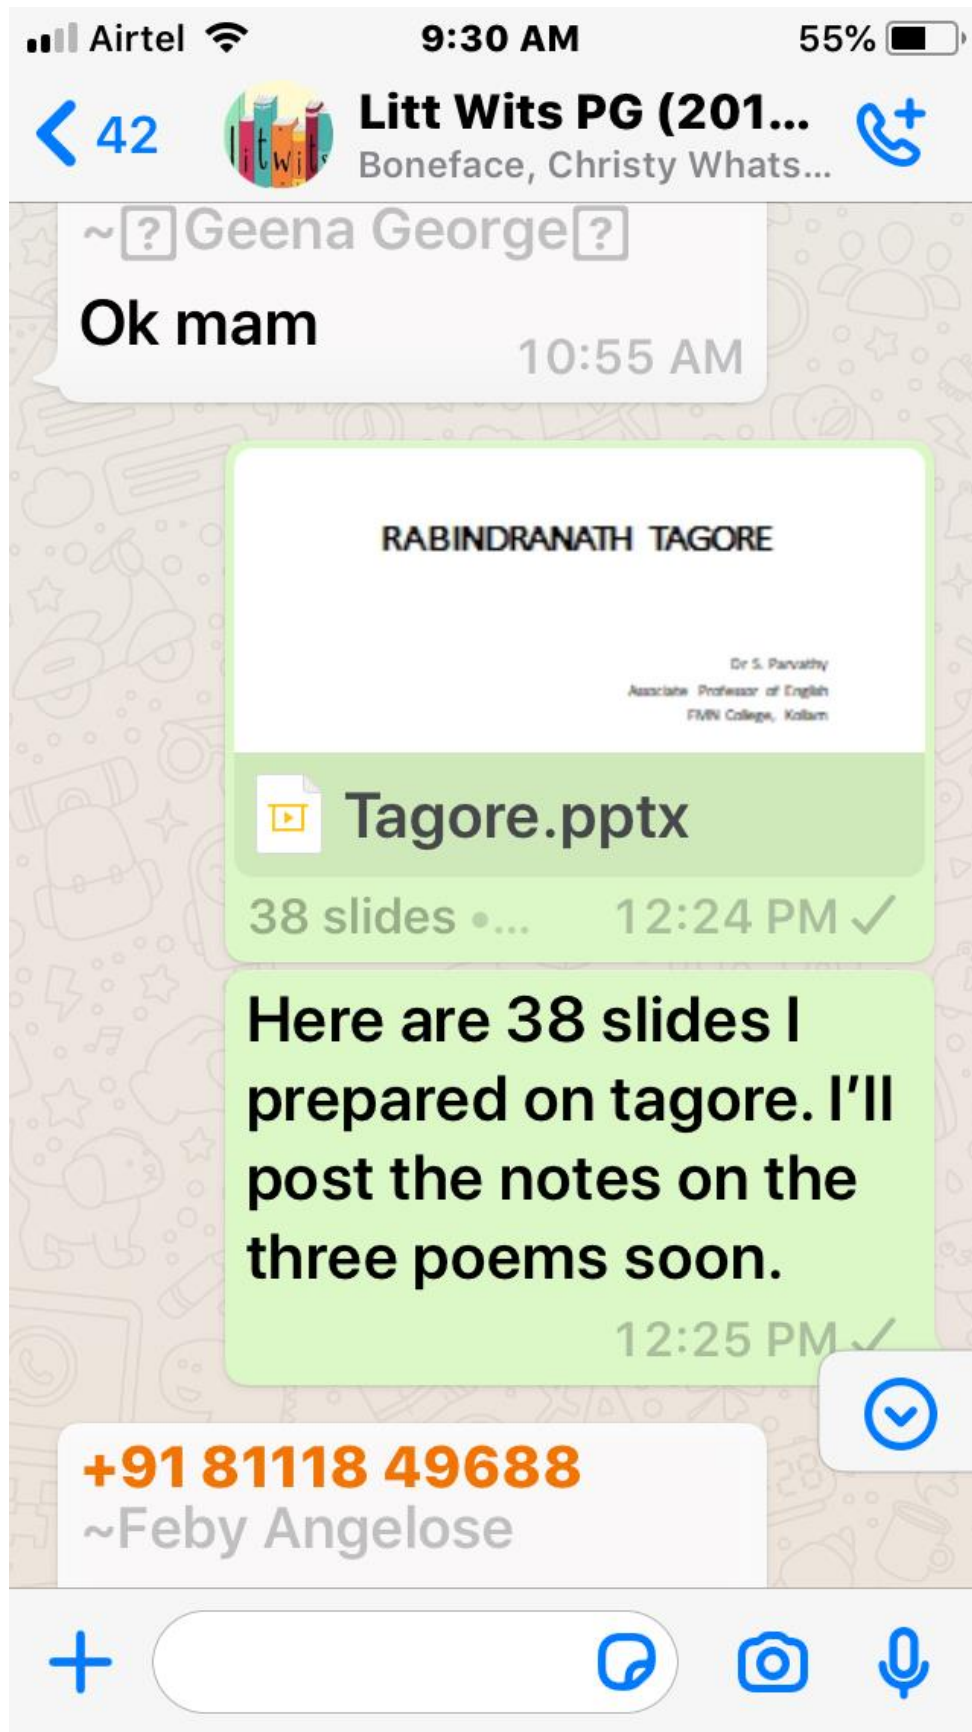 Airtel 9:30 AM 55%
42 Litt Wits PG (201...
litwits
Boneface, Christy Whats...
~Geena George
Ok mam
10:55 AM
RABINDRANATH TAGORE
Dr S. Parvathy
Associate Professor of English
FMN College, Kollam
Tagore.pptx
38 slides •... 12:24 PM
Here are 38 slides I
prepared on tagore. I'll
post the notes on the
three poems soon.
12:25 PM
+91 81118 49688
~Feby Angelose